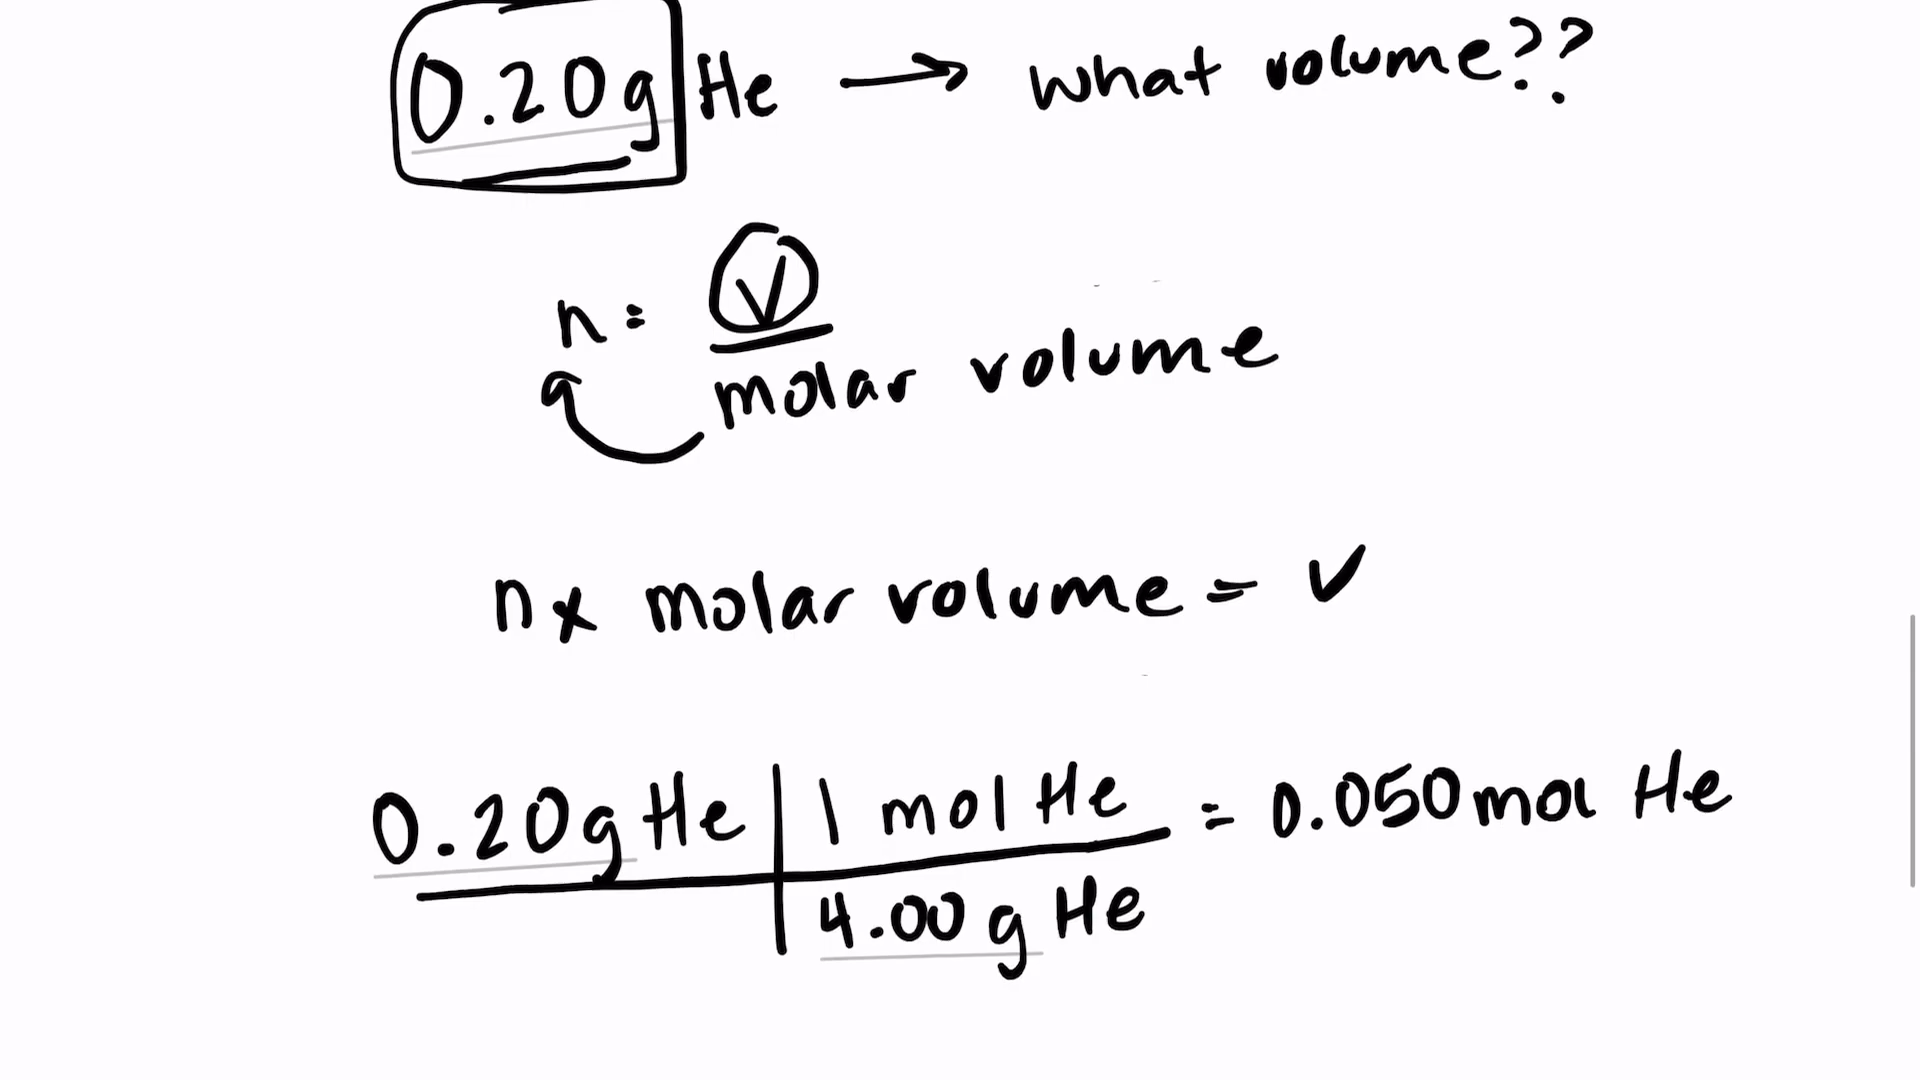 0.20g He → What volume??
n = V
molar volume
n x molar volume = V
0.20g He | 1 mol He = 0.050 mol He
4.00 g He